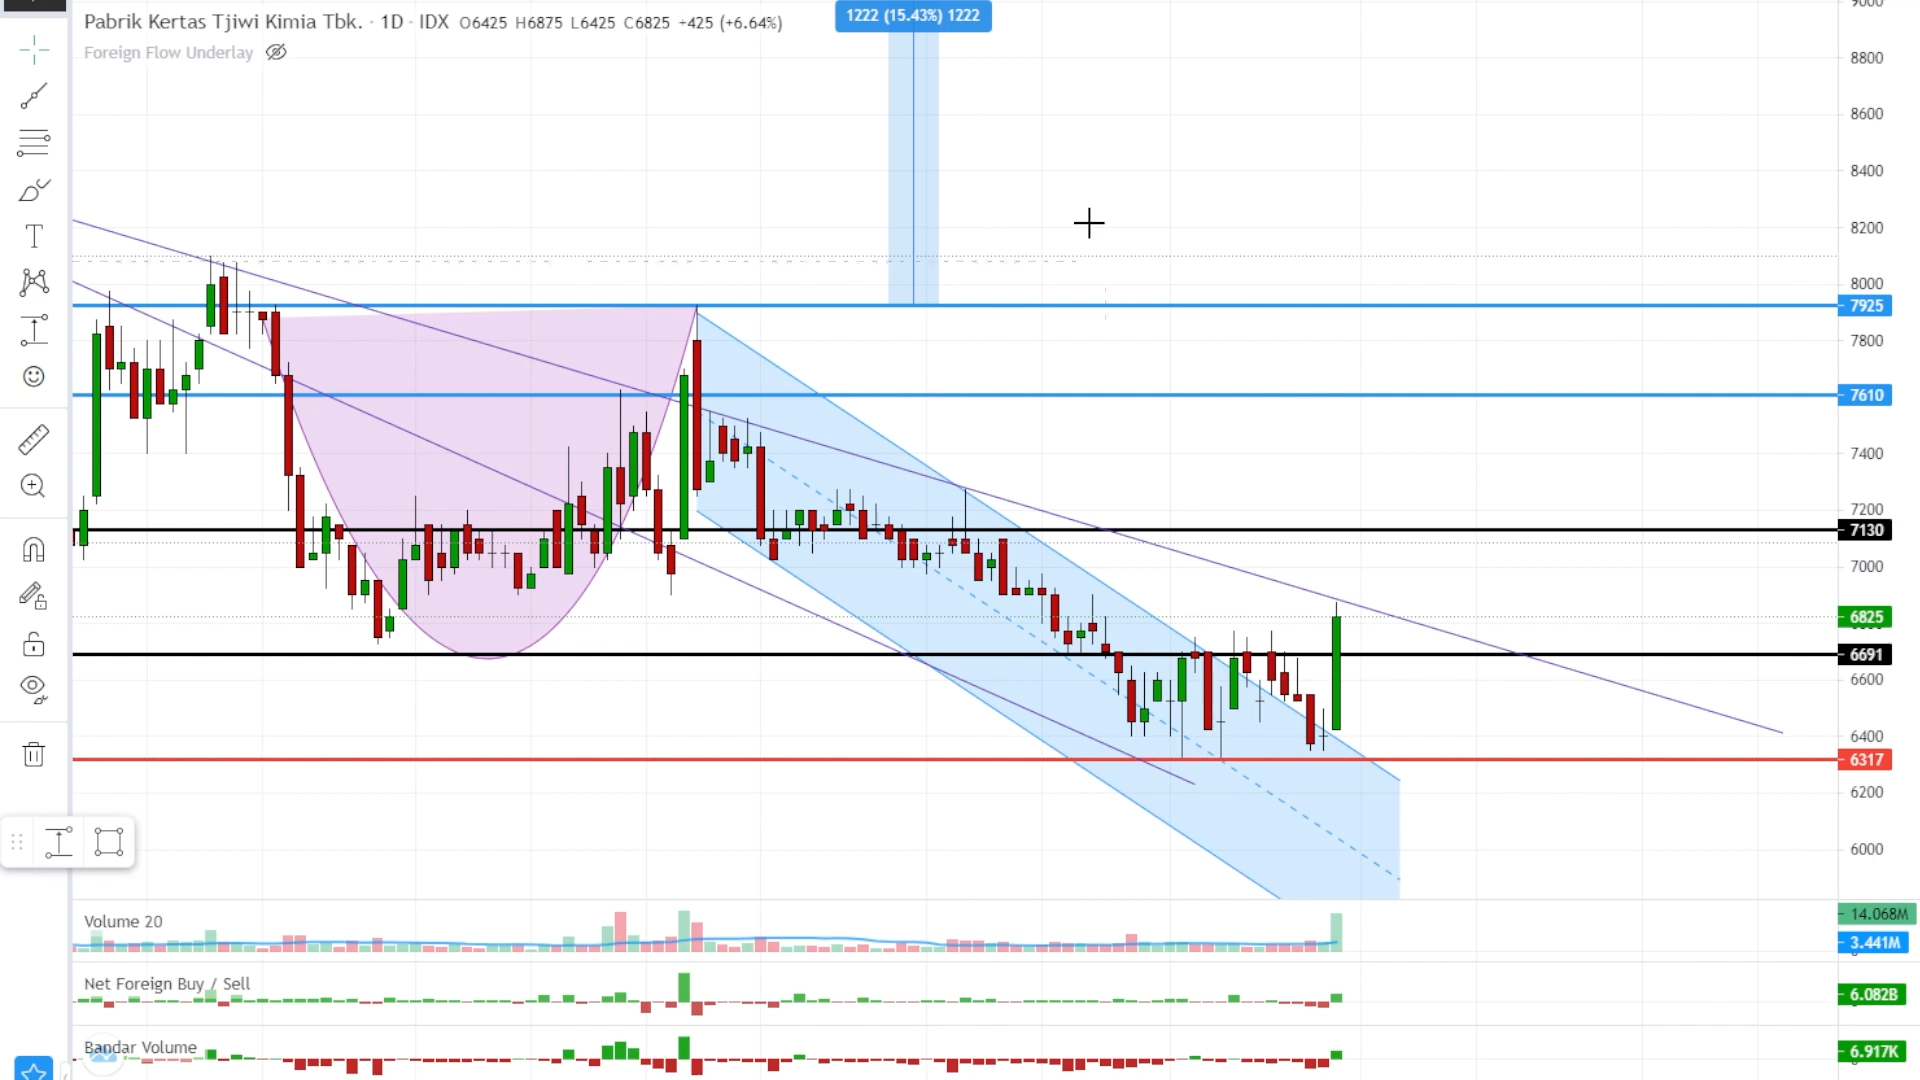 1222 (15.43%) 1222
Pabrik Kertas Tjiwi Kimia Tbk. · 1D · IDX O6425 H6875 L6425 C6825 +425 (+6.64%)
Foreign Flow Underlay
9000
8800
8600
8400
8200
8000
7925
7800
7610
7400
7200
7130
7000
6825
6691
6600
6400
6317
6200
6000
Volume 20
14.068M
3.441M
Net Foreign Buy / Sell
6.082B
Bandar Volume
6.917K